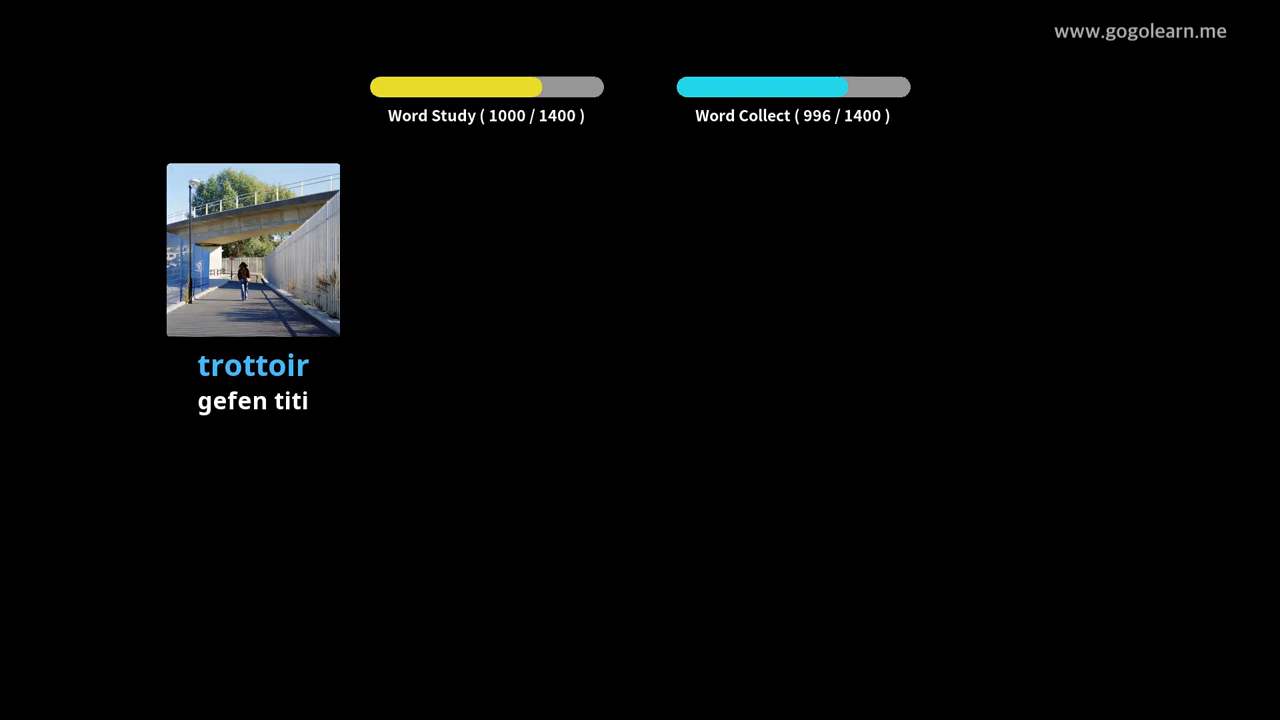 www.gogolearn.me
Word Study ( 1000 / 1400 )
Word Collect ( 996 / 1400 )
trottoir
gefen titi